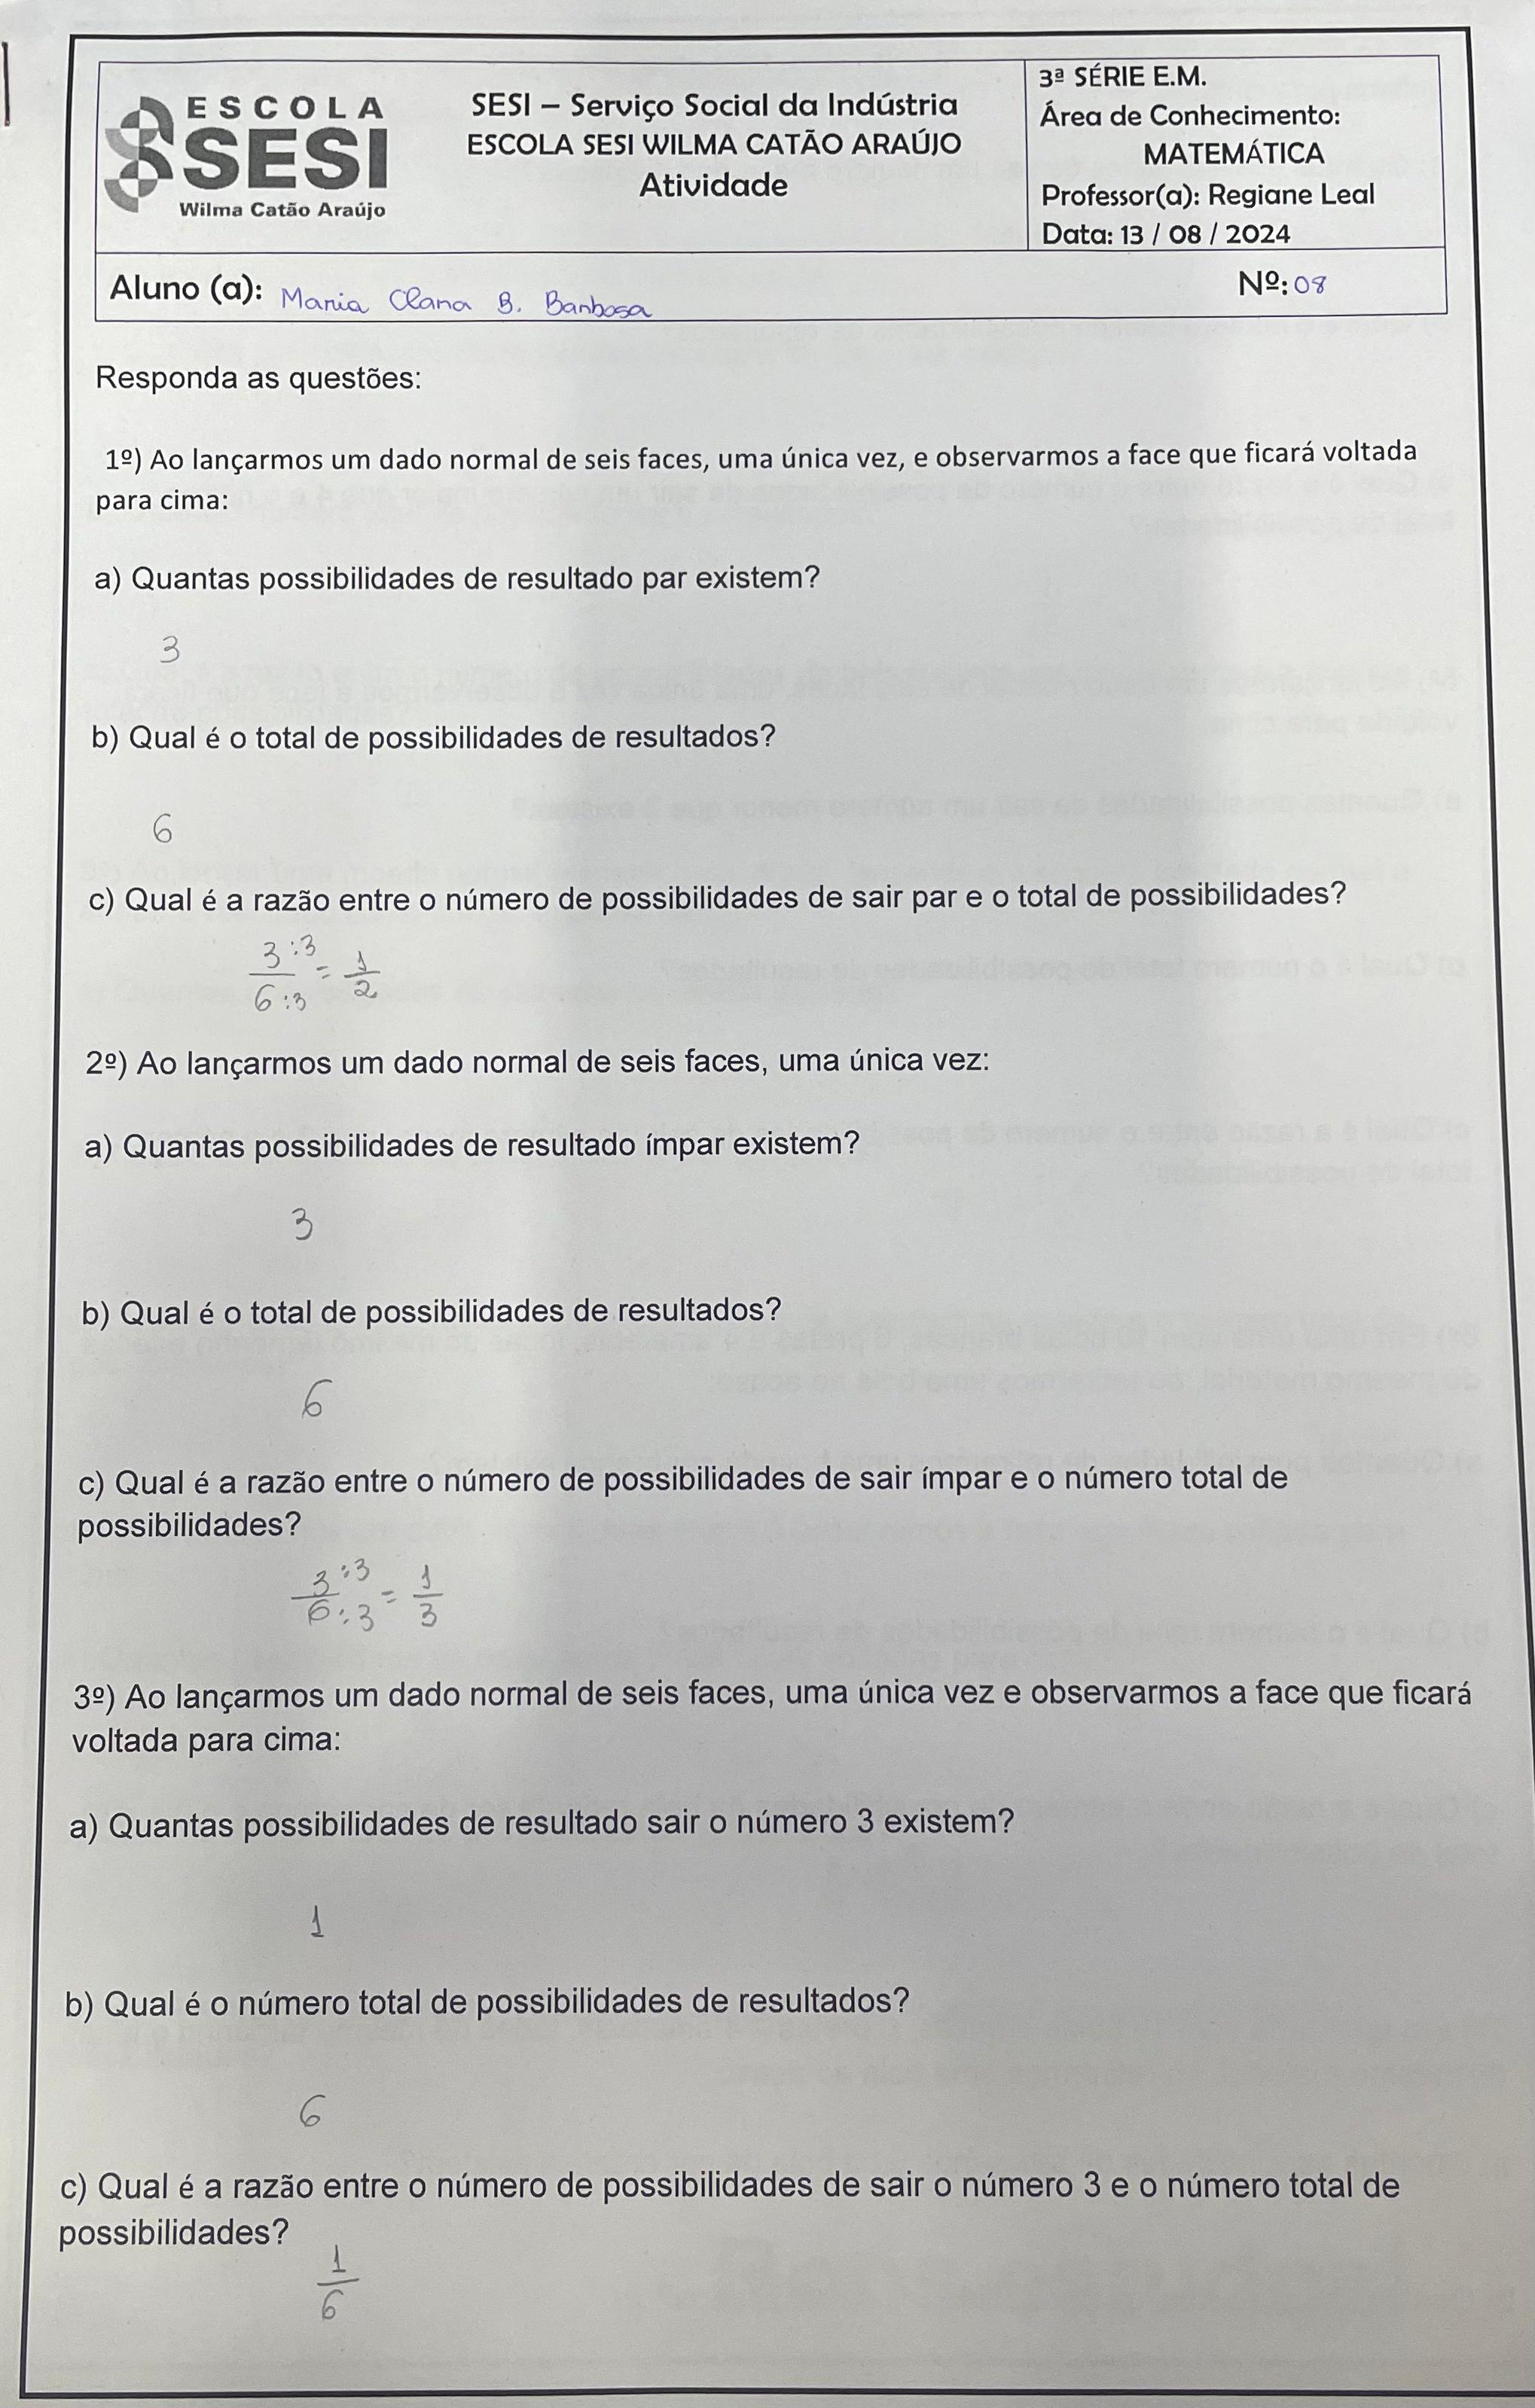 ESCOLA
SESI
Wilma Catão Araújo
SESI – Serviço Social da Indústria
ESCOLA SESI WILMA CATÃO ARAÚJO
Atividade
3ª SÉRIE E.M.
Área de Conhecimento:
MATEMÁTICA
Professor(a): Regiane Leal
Data: 13 / 08 / 2024
Aluno (a): Maria Clara B. Barbosa
Nº: 08
Responda as questões:
1º) Ao lançarmos um dado normal de seis faces, uma única vez, e observarmos a face que ficará voltada
para cima:
a) Quantas possibilidades de resultado par existem?
3
b) Qual é o total de possibilidades de resultados?
6
c) Qual é a razão entre o número de possibilidades de sair par e o total de possibilidades?
3 :3 / 6 :3 = 1/2
2º) Ao lançarmos um dado normal de seis faces, uma única vez:
a) Quantas possibilidades de resultado ímpar existem?
3
b) Qual é o total de possibilidades de resultados?
6
c) Qual é a razão entre o número de possibilidades de sair ímpar e o número total de
possibilidades?
3 :3 / 6 :3 = 1/3
3º) Ao lançarmos um dado normal de seis faces, uma única vez e observarmos a face que ficará
voltada para cima:
a) Quantas possibilidades de resultado sair o número 3 existem?
1
b) Qual é o número total de possibilidades de resultados?
6
c) Qual é a razão entre o número de possibilidades de sair o número 3 e o número total de
possibilidades?
1/6